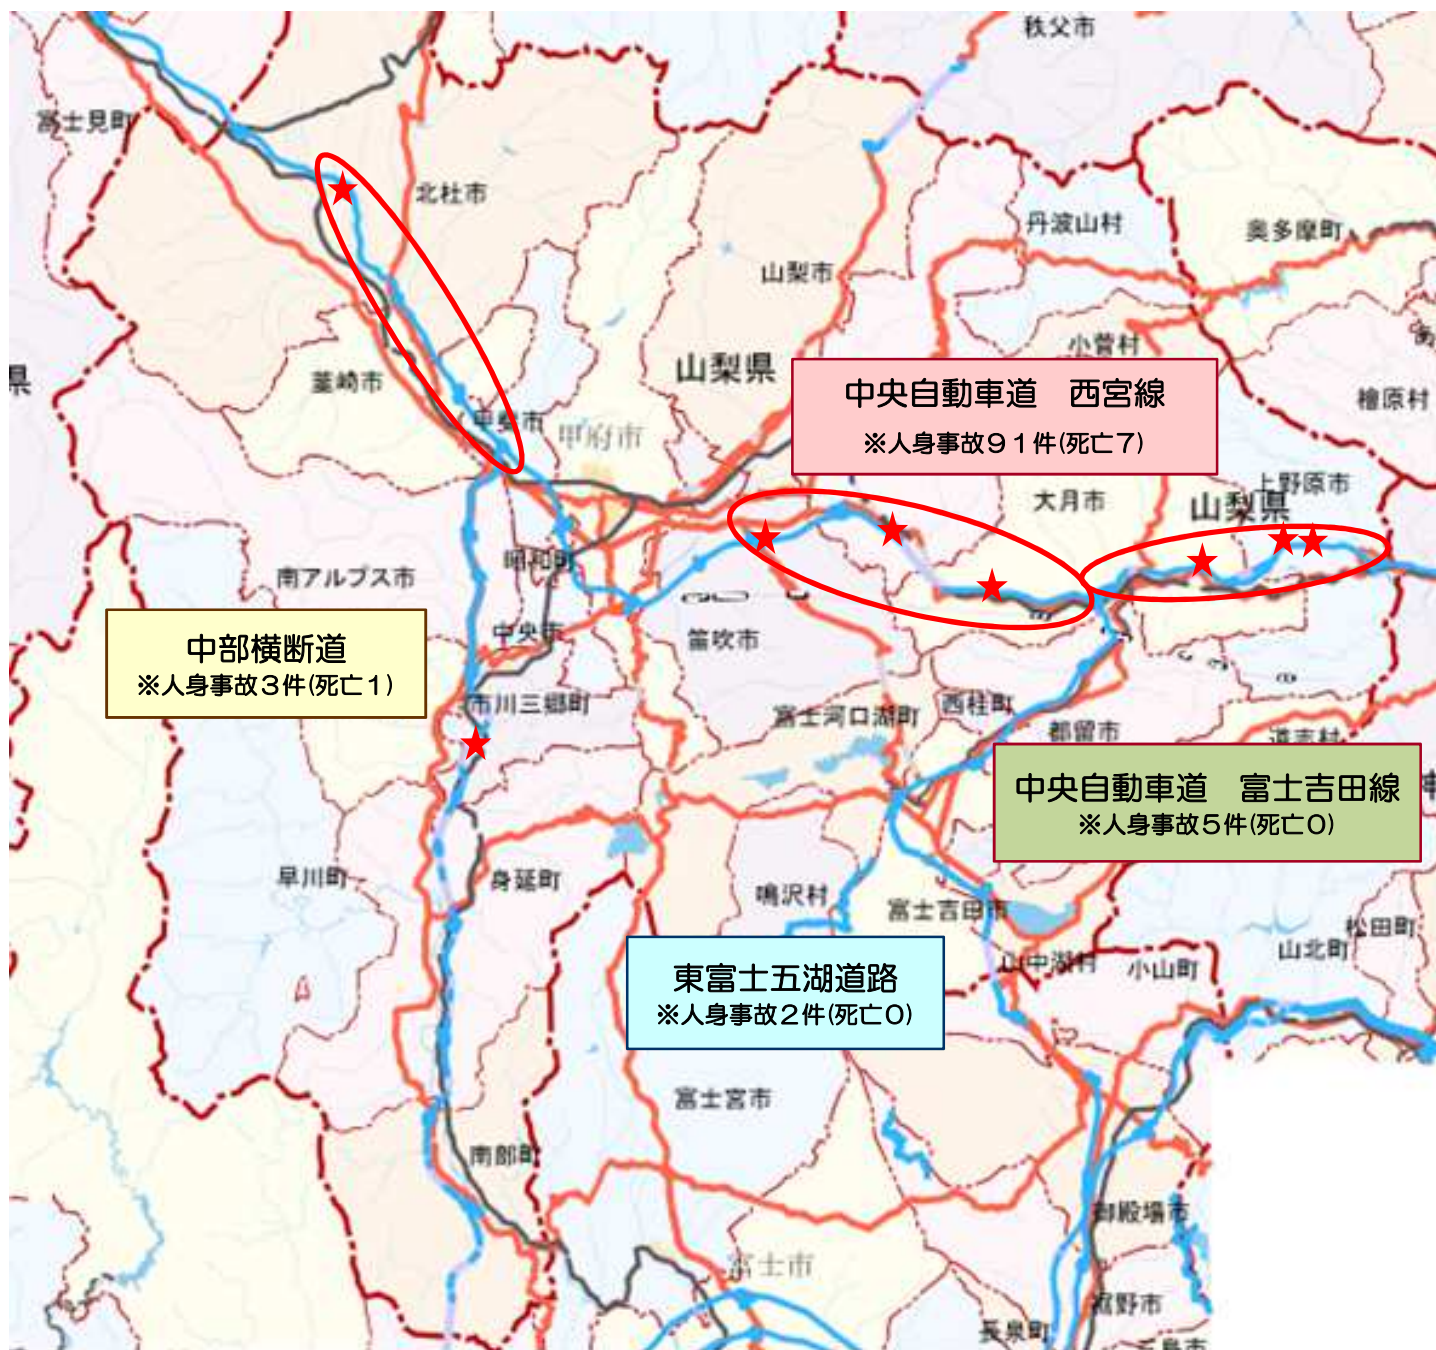 秩父市
富士見町
北杜市
丹波山村
奥多摩町
山梨市
小菅村
山梨県
韮崎市
県
檜原村
中央自動車道　西宮線
※人身事故９１件(死亡7)
甲斐市
甲府市
大月市
上野原市
山梨県
昭和町
南アルプス市
中央市
笛吹市
中部横断道
※人身事故３件(死亡１)
市川三郷町
富士河口湖町
西桂町
都留市
道志村
中央自動車道　富士吉田線
※人身事故５件(死亡０)
早川町
身延町
鳴沢村
富士吉田市
松田町
山北町
山中湖村
小山町
東富士五湖道路
※人身事故２件(死亡０)
富士宮市
南部町
御殿場市
富士市
裾野市
長泉町